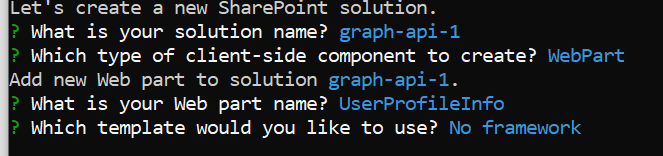 Let's create a new SharePoint solution.
? What is your solution name? graph-api-1
? Which type of client-side component to create? WebPart
Add new Web part to solution graph-api-1.
? What is your Web part name? UserProfileInfo
? Which template would you like to use? No framework